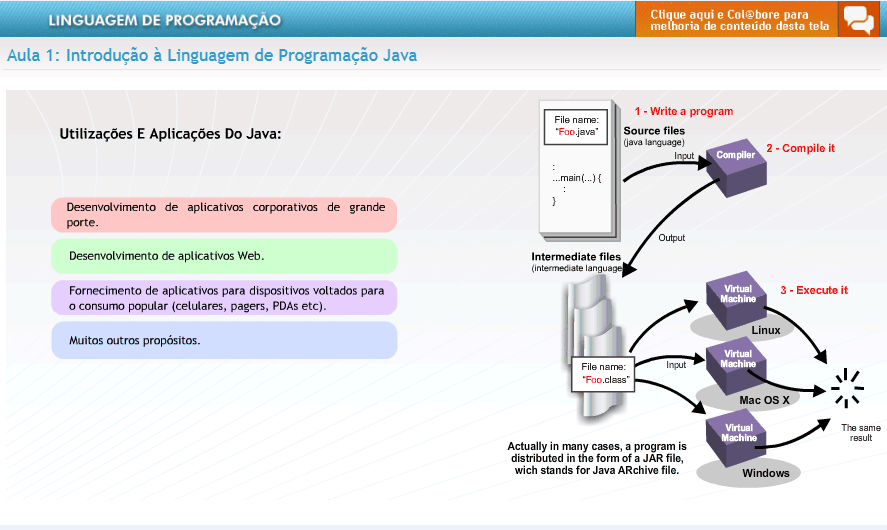 LINGUAGEM DE PROGRAMAÇÃO
Clique aqui e Col@bore para
melhoria de conteúdo desta tela
Aula 1: Introdução à Linguagem de Programação Java
Utilizações E Aplicações Do Java:
Desenvolvimento de aplicativos corporativos de grande
porte.
Desenvolvimento de aplicativos Web.
Fornecimento de aplicativos para dispositivos voltados para
o consumo popular (celulares, pagers, PDAs etc).
Muitos outros propósitos.
File name:
"Foo.java"
:
...main(...) {
:
}
1 - Write a program
Source files
(java language)
Input
Compiler
2 - Compile it
Output
Intermediate files
(intermediate language)
File name:
"Foo.class"
Input
Virtual
Machine
Linux
3 - Execute it
Virtual
Machine
Mac OS X
Virtual
Machine
Windows
The same
result
Actually in many cases, a program is
distributed in the form of a JAR file,
wich stands for Java ARchive file.